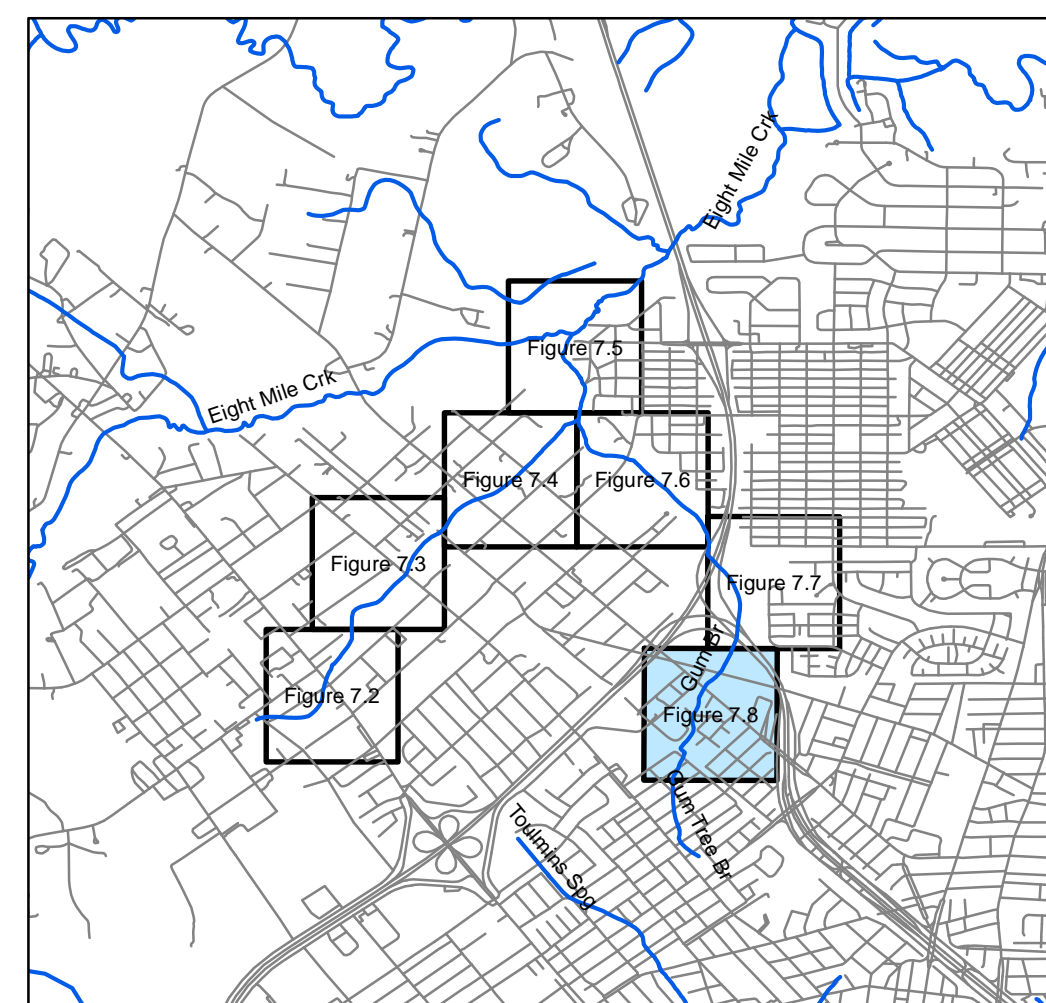 Eight Mile Crk
Figure 7.5
Eight Mile Crk
Figure 7.4
Figure 7.6
Figure 7.3
Figure 7.7
Gum Br
Figure 7.2
Figure 7.8
Gum Tree Br
Toulmins Spg